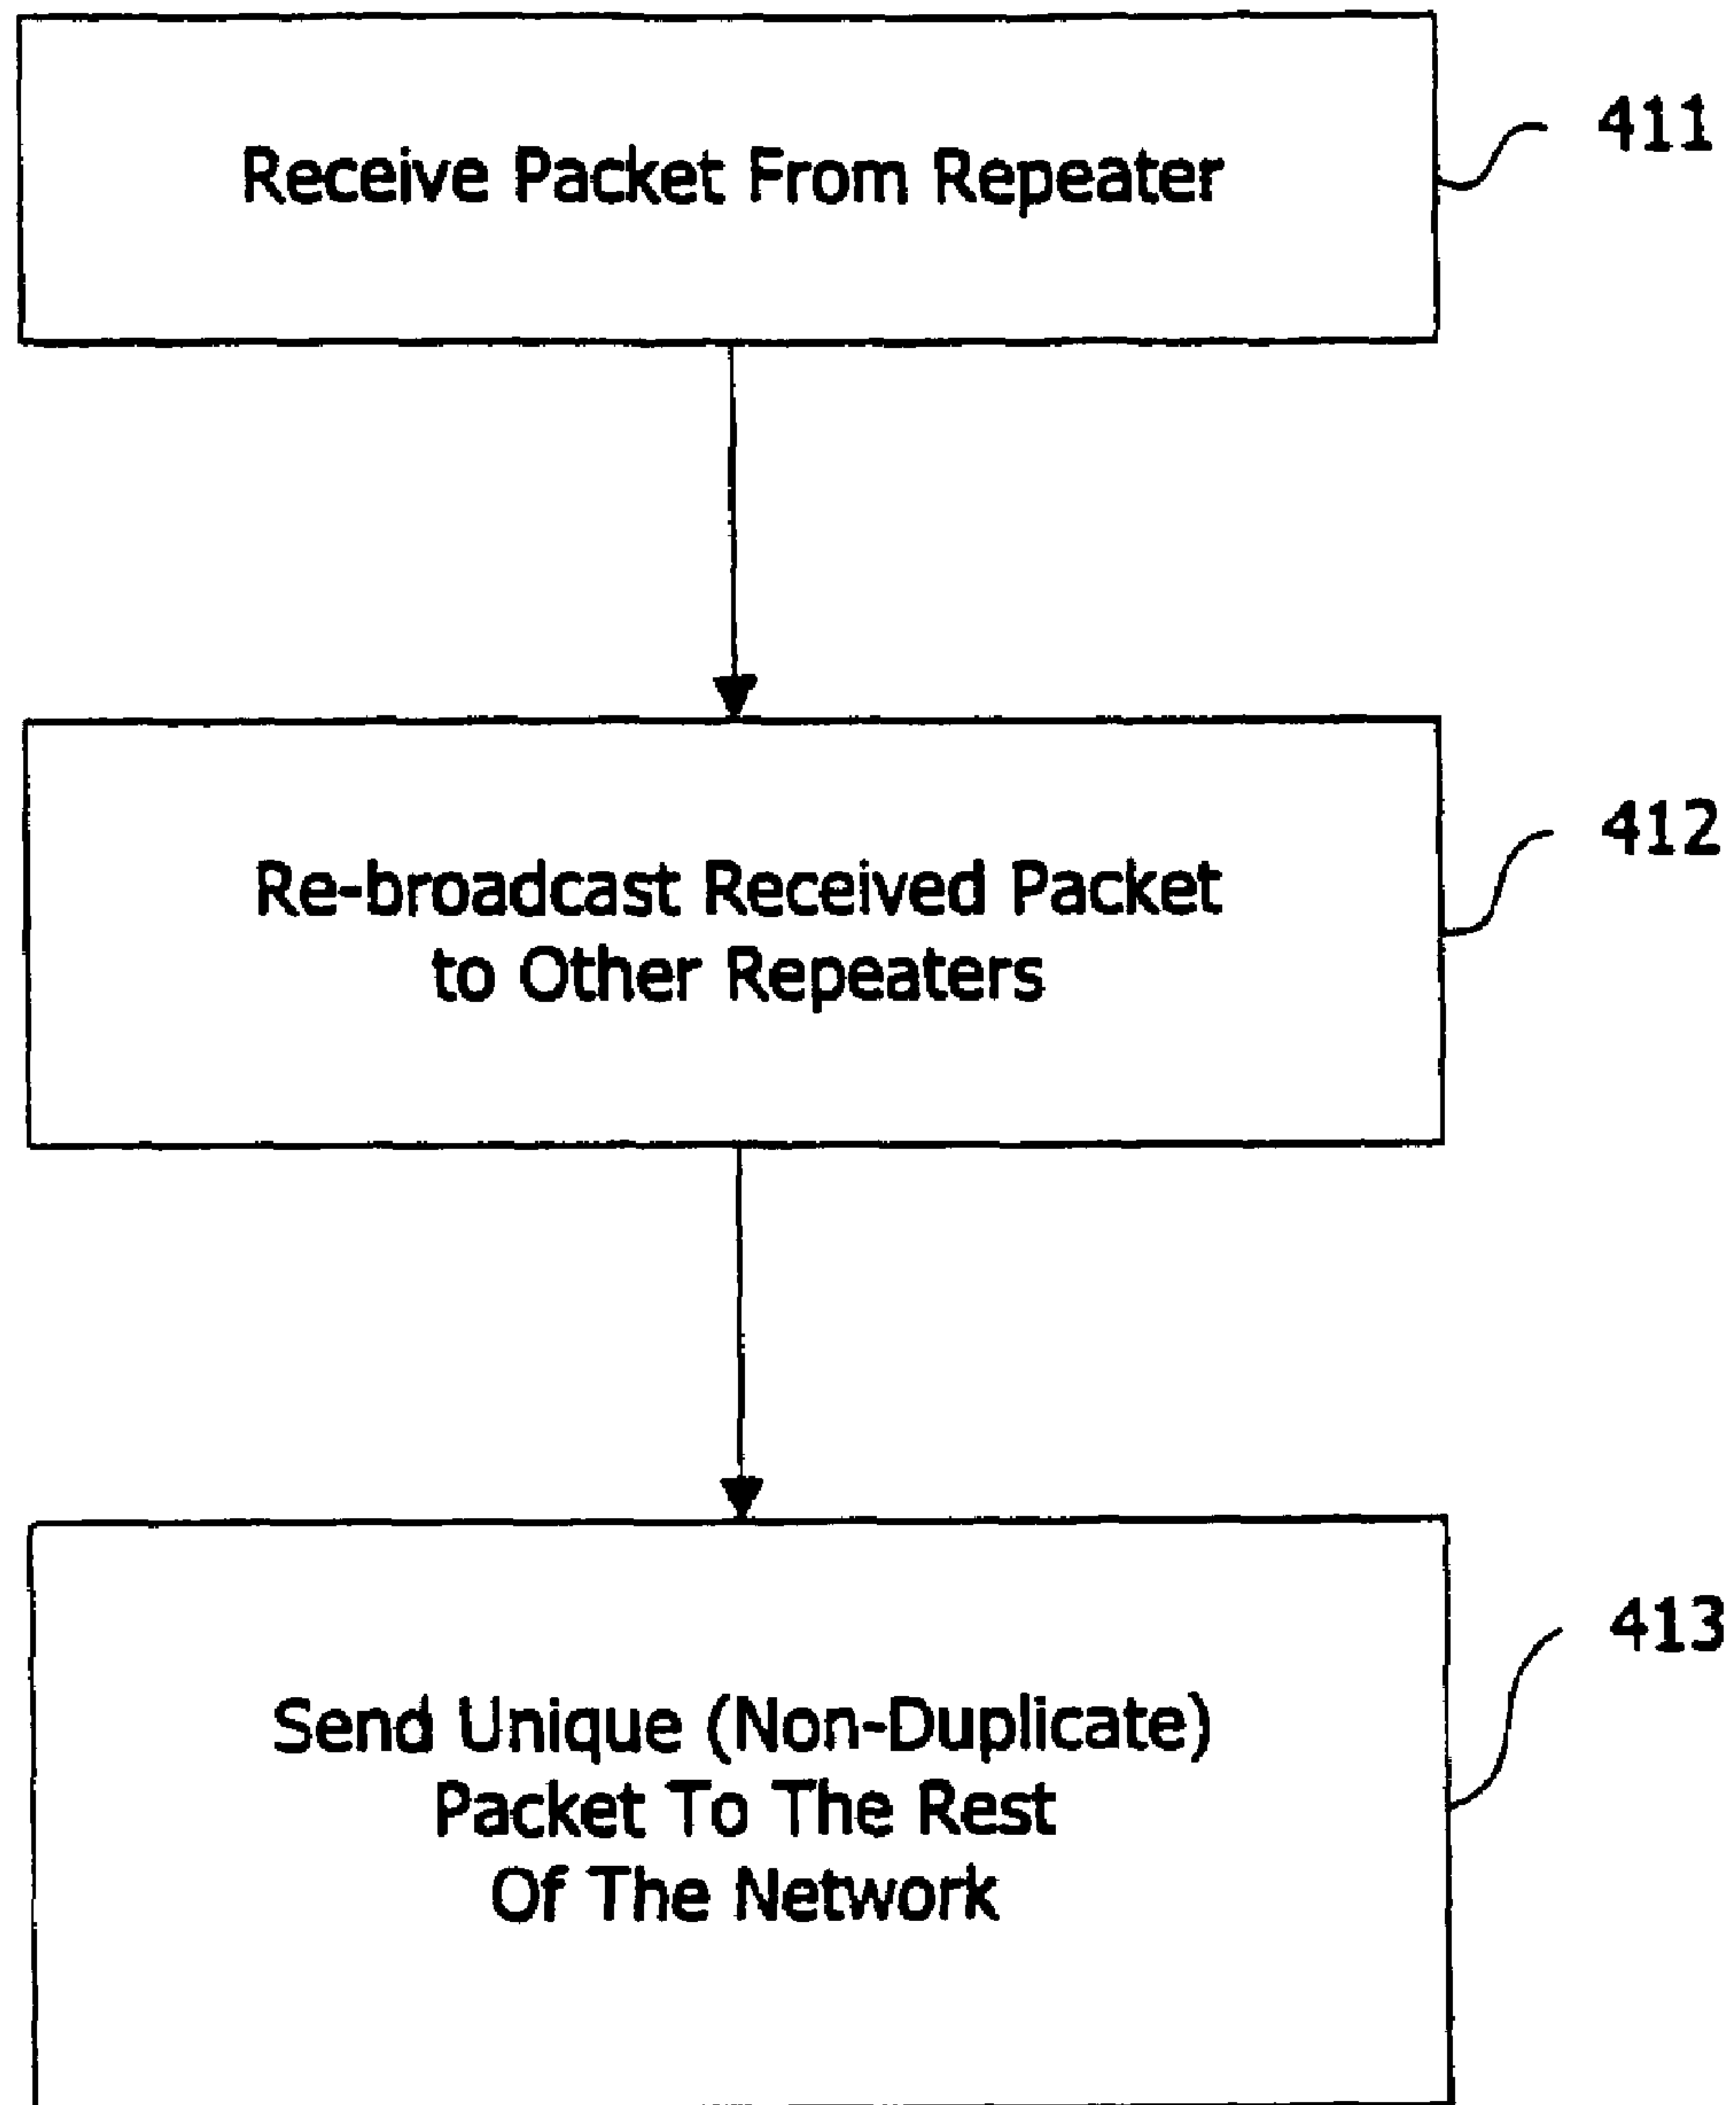 Receive Packet From Repeater
411
Re-broadcast Received Packet
to Other Repeaters
412
Send Unique (Non-Duplicate)
Packet To The Rest
Of The Network
413